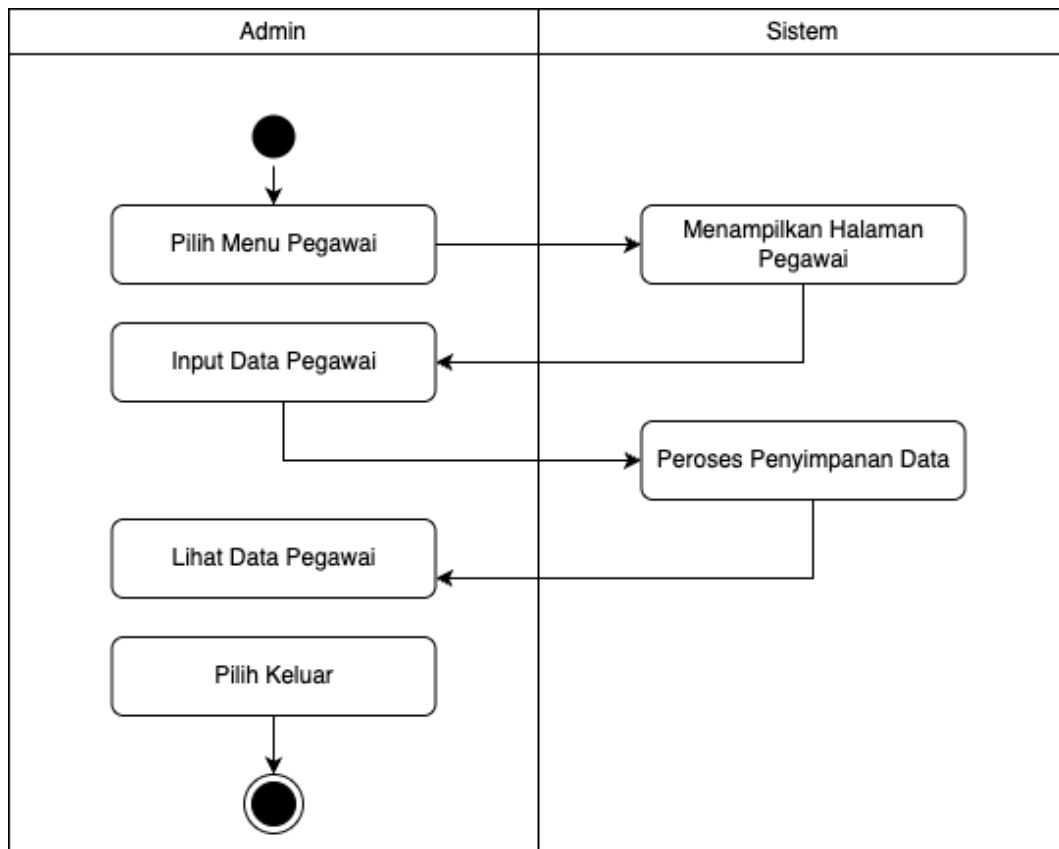 Admin
Sistem
Pilih Menu Pegawai
Menampilkan Halaman
Pegawai
Input Data Pegawai
Peroses Penyimpanan Data
Lihat Data Pegawai
Pilih Keluar